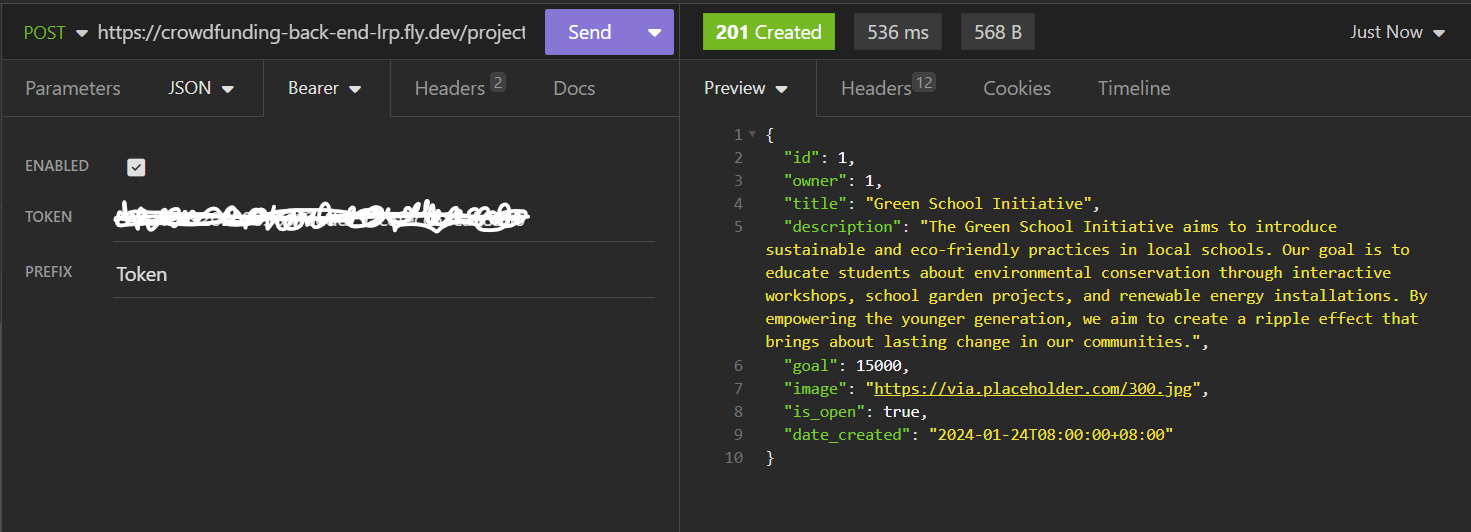 POST https://crowdfunding-back-end-lrp.fly.dev/project Send
201 Created 536 ms 568 B Just Now
Parameters JSON Bearer Headers 2 Docs
Preview Headers 12 Cookies Timeline
ENABLED
TOKEN
PREFIX Token
1 {
2 "id": 1,
3 "owner": 1,
4 "title": "Green School Initiative",
5 "description": "The Green School Initiative aims to introduce
sustainable and eco-friendly practices in local schools. Our goal is to
educate students about environmental conservation through interactive
workshops, school garden projects, and renewable energy installations. By
empowering the younger generation, we aim to create a ripple effect that
brings about lasting change in our communities.",
6 "goal": 15000,
7 "image": "https://via.placeholder.com/300.jpg",
8 "is_open": true,
9 "date_created": "2024-01-24T08:00:00+08:00"
10 }